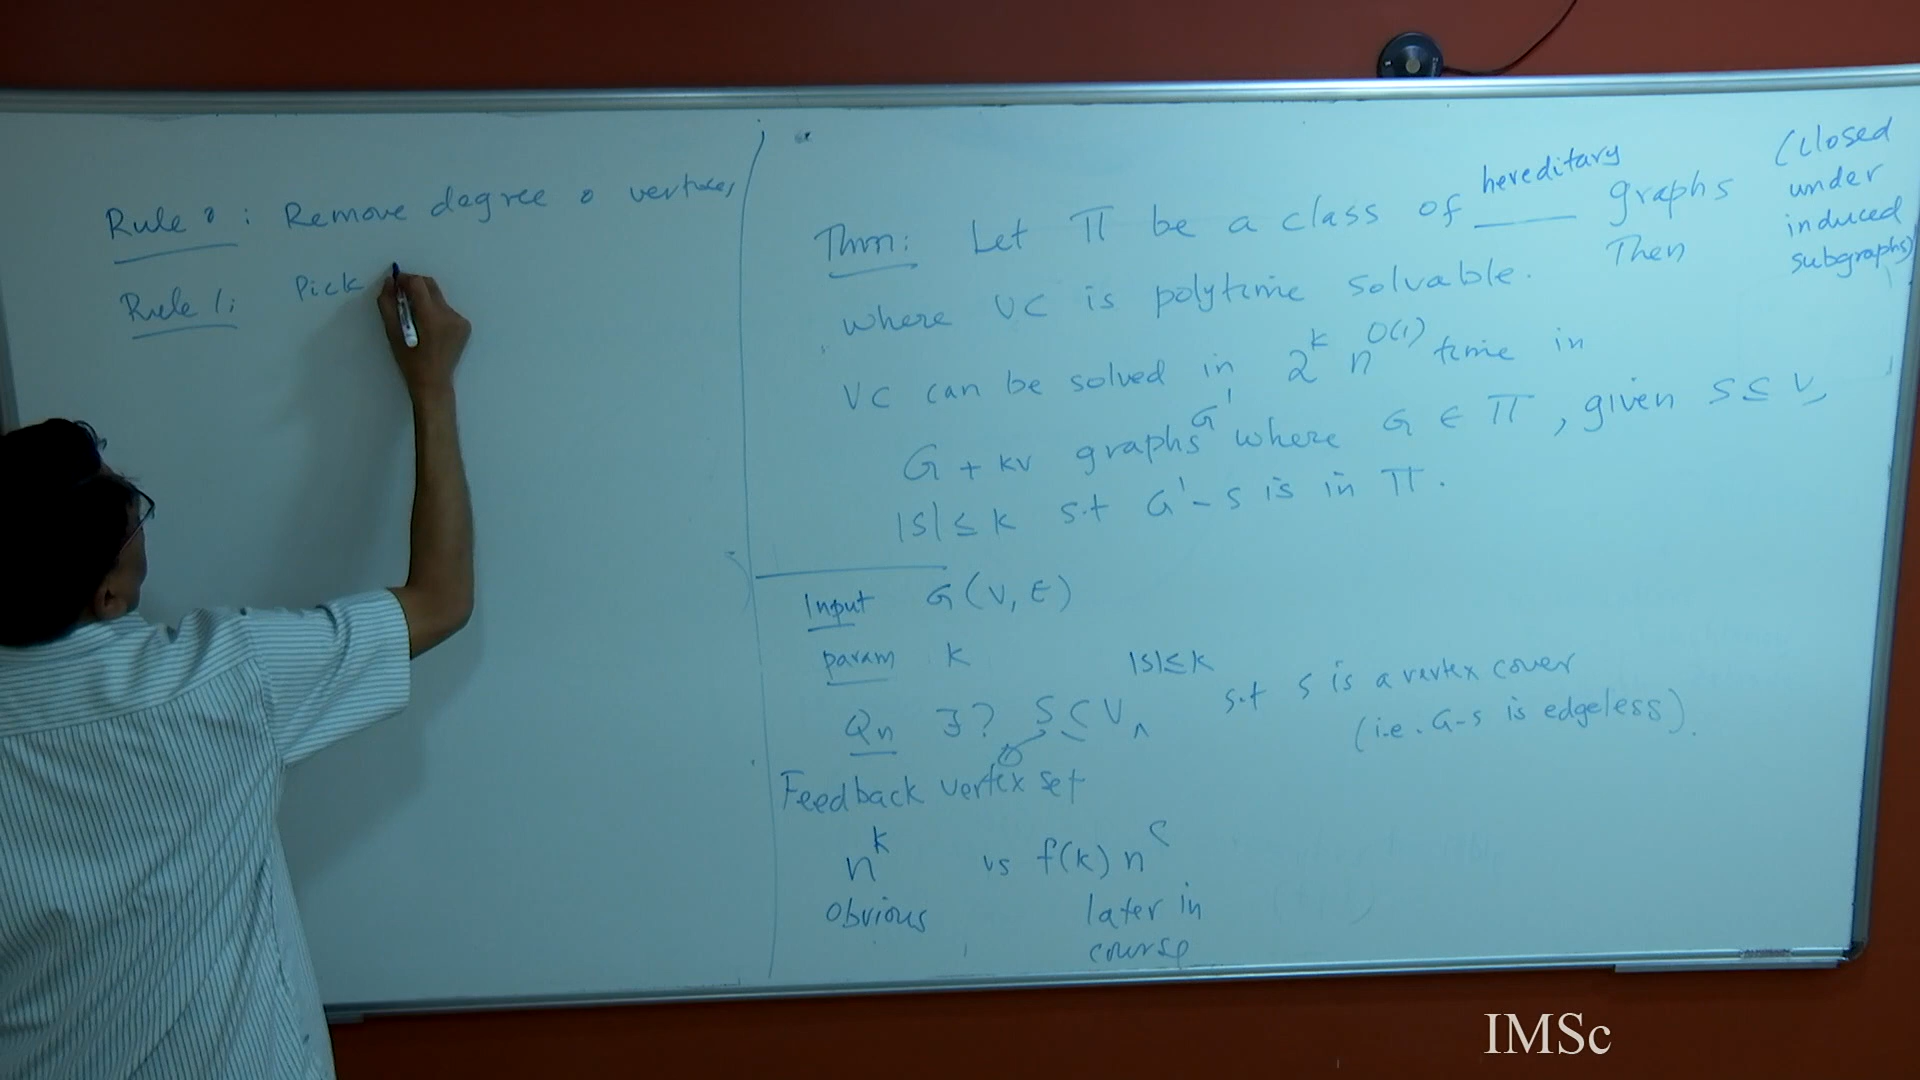 Rule 0: Remove degree 0 vertices
Rule 1: Pick
Thm: Let Π be a class of hereditary graphs (closed under induced subgraphs)
where VC is polytime solvable. Then
VC can be solved in 2^k n^O(1) time in
G + kv graphs G' where G ∈ Π, given S ⊆ V,
|S| ≤ k s.t G' - S is in Π.
Input G(V, E)
param k
Qn ∃? S ⊆ V, |S| ≤ k s.t S is a vertex cover
(i.e. G-S is edgeless).
Feedback vertex set
n^k vs f(k) n^c
obvious later in
course
IMSc